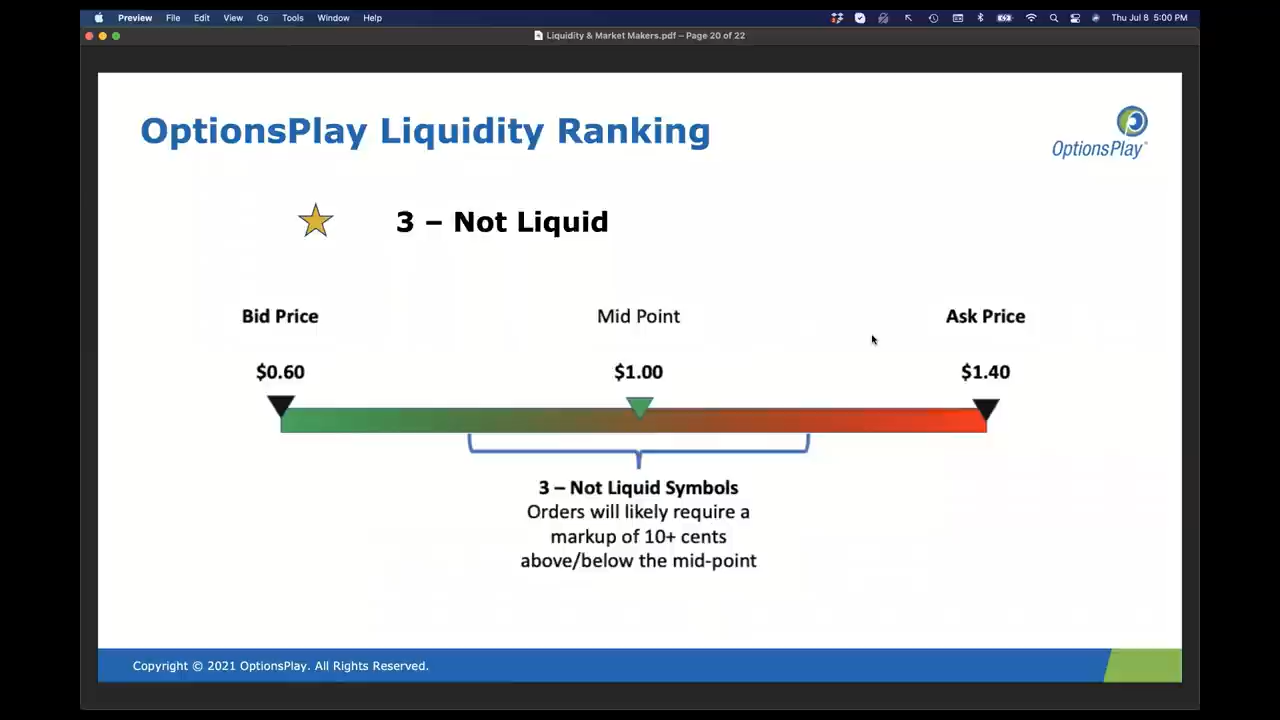 Preview File Edit View Go Tools Window Help Thu Jul 8 5:00 PM
Liquidity & Market Makers.pdf – Page 20 of 22
OptionsPlay Liquidity Ranking
OptionsPlay
3 – Not Liquid
Bid Price Mid Point Ask Price
$0.60 $1.00 $1.40
3 – Not Liquid Symbols
Orders will likely require a
markup of 10+ cents
above/below the mid-point
Copyright © 2021 OptionsPlay. All Rights Reserved.